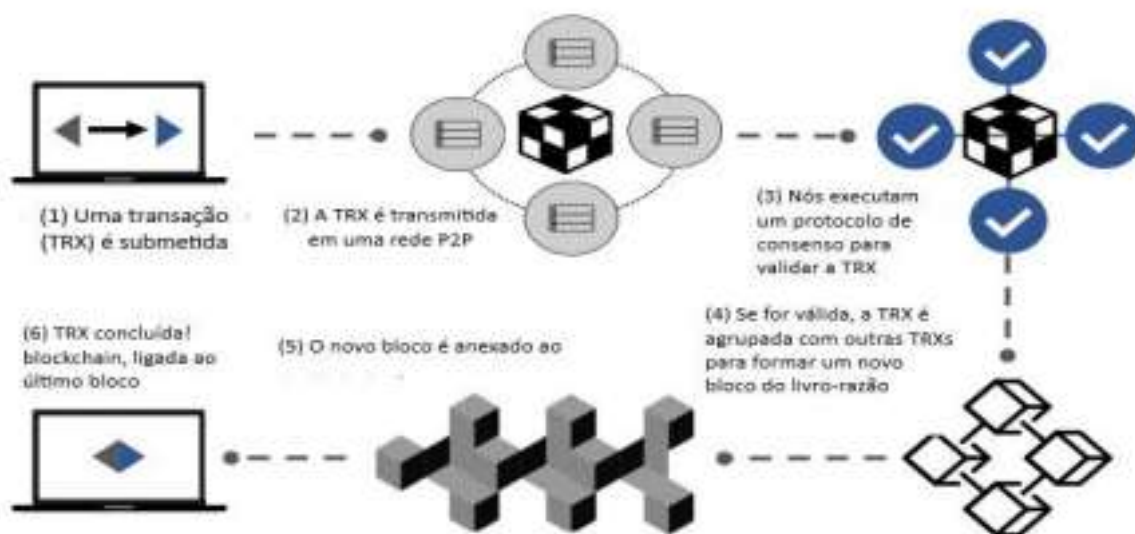 (1) Uma transação
(TRX) é submetida
(2) A TRX é transmitida
em uma rede P2P
(3) Nós executam
um protocolo de
consenso para
validar a TRX
(4) Se for válida, a TRX é
agrupada com outras TRXs
para formar um novo
bloco do livro-razão
(5) O novo bloco é anexado ao
(6) TRX concluída!
blockchain, ligada ao
último bloco